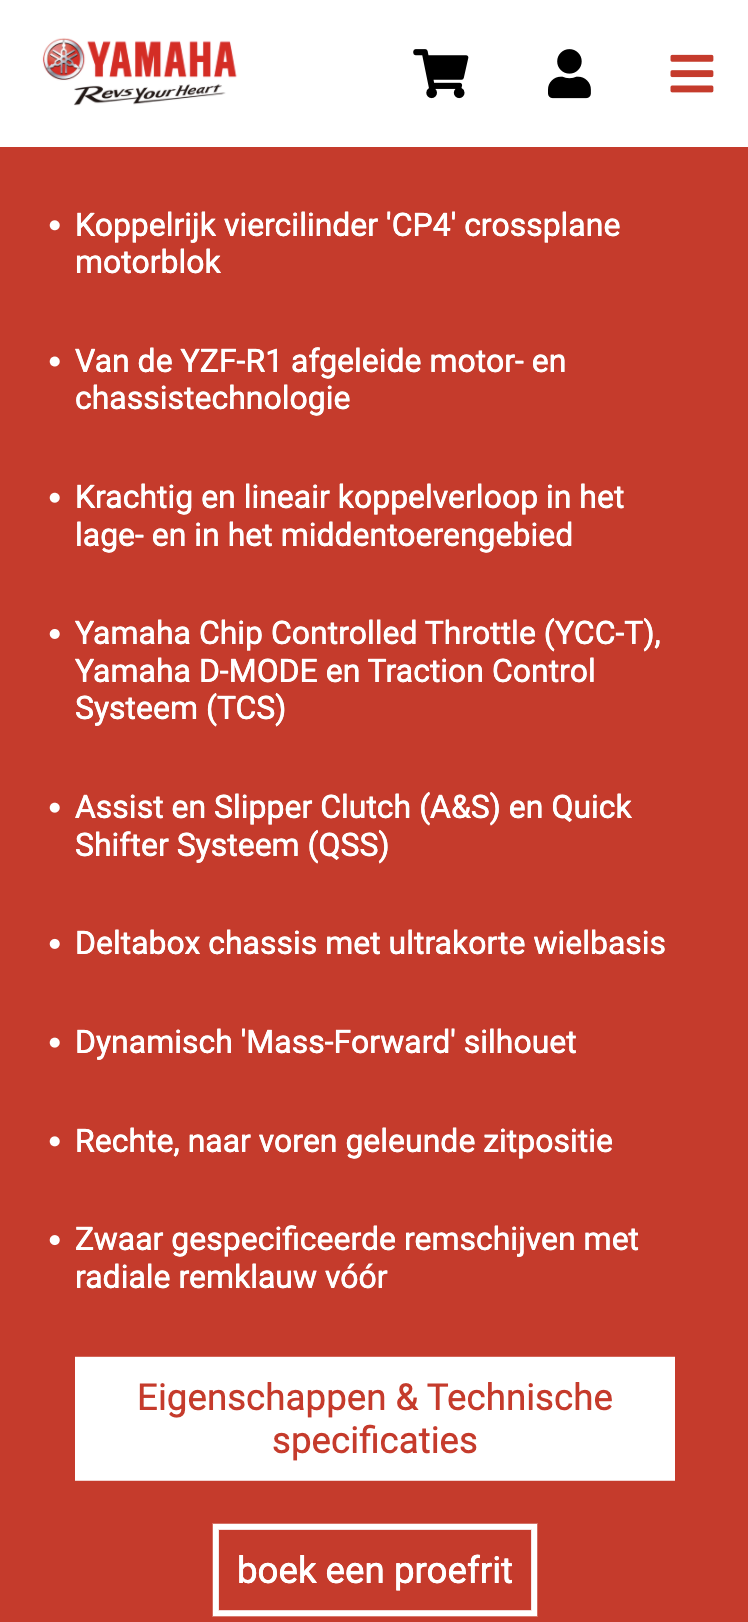 YAMAHA
Revs Your Heart
• Koppelrijk viercilinder 'CP4' crossplane
motorblok
• Van de YZF-R1 afgeleide motor- en
chassistechnologie
• Krachtig en lineair koppelverloop in het
lage- en in het middentoerengebied
• Yamaha Chip Controlled Throttle (YCC-T),
Yamaha D-MODE en Traction Control
Systeem (TCS)
• Assist en Slipper Clutch (A&S) en Quick
Shifter Systeem (QSS)
• Deltabox chassis met ultrakorte wielbasis
• Dynamisch 'Mass-Forward' silhouet
• Rechte, naar voren geleunde zitpositie
• Zwaar gespecificeerde remschijven met
radiale remklauw vóór
Eigenschappen & Technische
specificaties
boek een proefrit